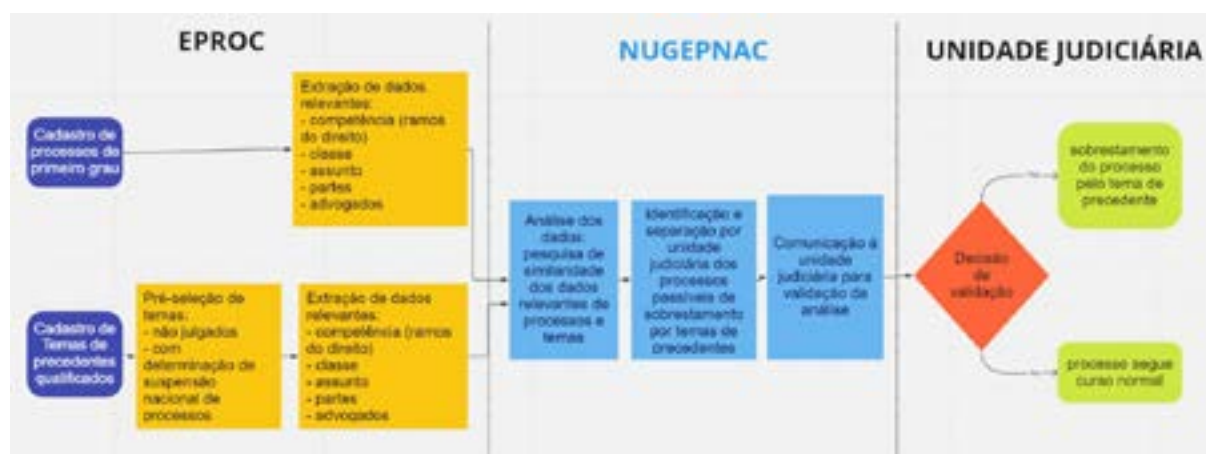 EPROC
NUGEPNAC
UNIDADE JUDICIÁRIA
Cadastro de
processos de
primeiro grau
Extração de dados
relevantes:
- competência (ramos
do direito)
- classe
- assunto
- partes
- advogados
Cadastro de
Temas de
precedentes
qualificados
Pré-seleção de
temas:
- não julgados
- com
determinação de
suspensão
nacional de
processos
Extração de dados
relevantes:
- competência (ramos
do direito)
- classe
- assunto
- partes
- advogados
Análise dos
dados:
pesquisa de
similaridade
dos dados
relevantes de
processos e
temas
Identificação e
separação por
unidade
judiciária dos
processos
passíveis de
sobrestamento
por temas de
precedentes
Comunicação à
unidade
judiciária para
validação da
análise
Decisão
de
validação
sobrestamento
do processo
pelo tema de
precedente
processo segue
curso normal